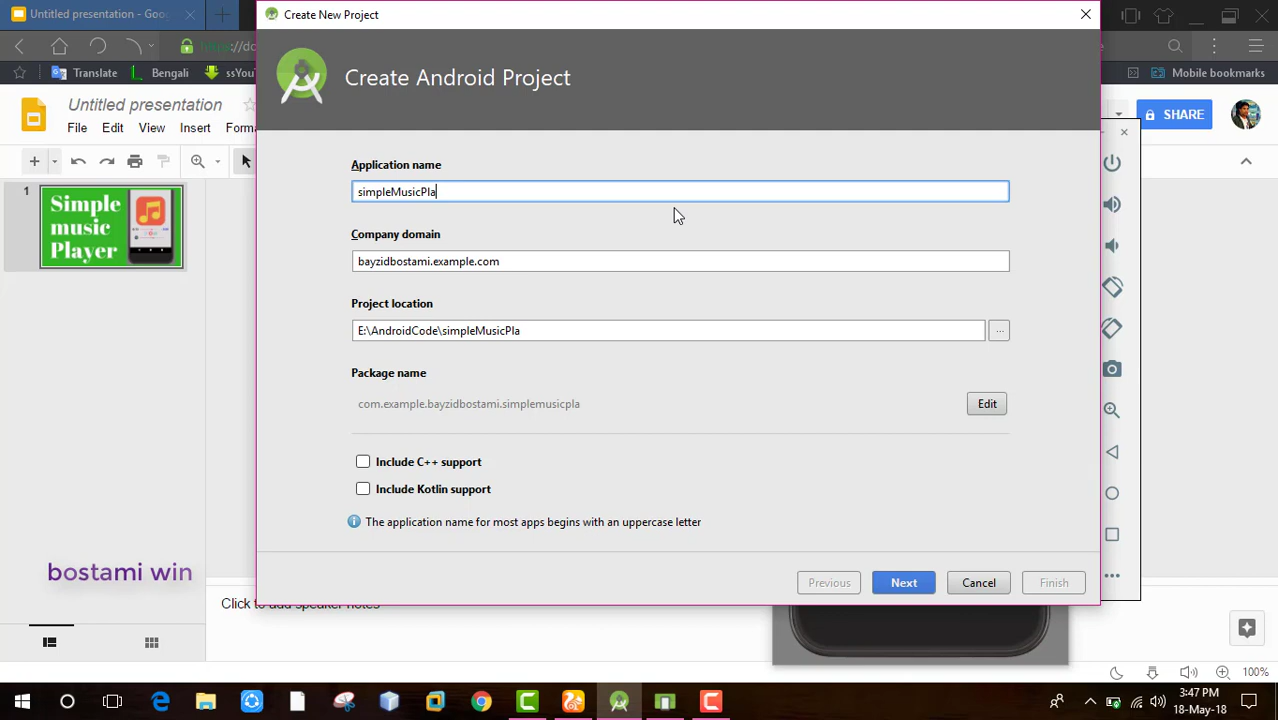 Untitled presentation - Goo
Create New Project
https://do
Translate
Bengali
ssYou
Mobile bookmarks
Create Android Project
Untitled presentation
File Edit View Insert Forma
SHARE
Application name
simpleMusicPla
Company domain
bayzidbostami.example.com
Project location
E:\AndroidCode\simpleMusicPla
...
Package name
com.example.bayzidbostami.simplemusicpla
Edit
Include C++ support
Include Kotlin support
The application name for most apps begins with an uppercase letter
Previous Next Cancel Finish
1
Simple
music
Player
bostami win
Click to add speaker notes
100%
3:47 PM
18-May-18